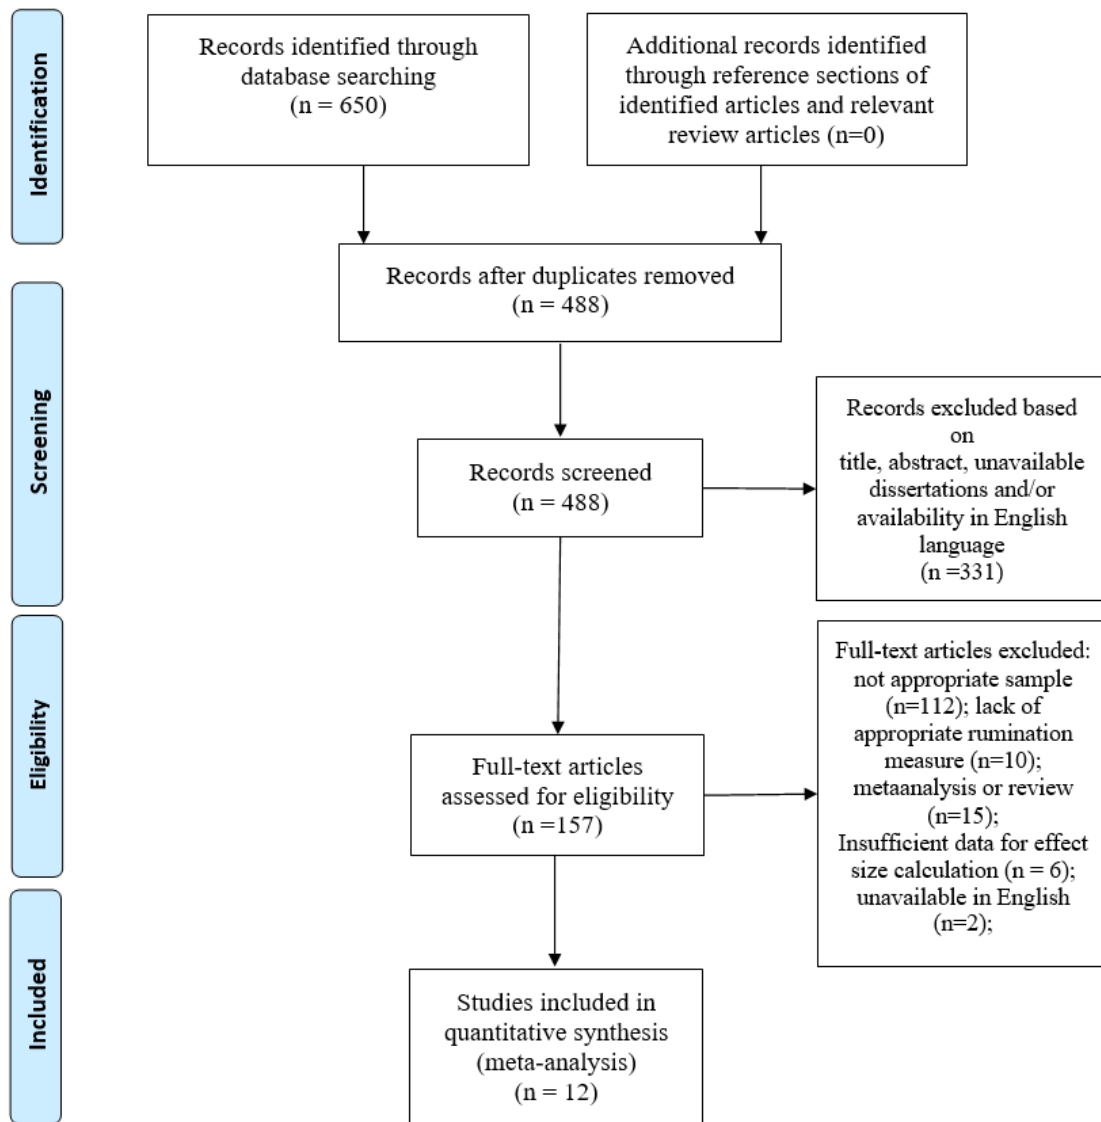 Identification
Records identified through
database searching
(n = 650)
Additional records identified
through reference sections of
identified articles and relevant
review articles (n=0)
Records after duplicates removed
(n = 488)
Screening
Records screened
(n = 488)
Records excluded based
on
title, abstract, unavailable
dissertations and/or
availability in English
language
(n =331)
Eligibility
Full-text articles
assessed for eligibility
(n =157)
Full-text articles excluded:
not appropriate sample
(n=112); lack of
appropriate rumination
measure (n=10);
metaanalysis or review
(n=15);
Insufficient data for effect
size calculation (n = 6);
unavailable in English
(n=2);
Included
Studies included in
quantitative synthesis
(meta-analysis)
(n = 12)